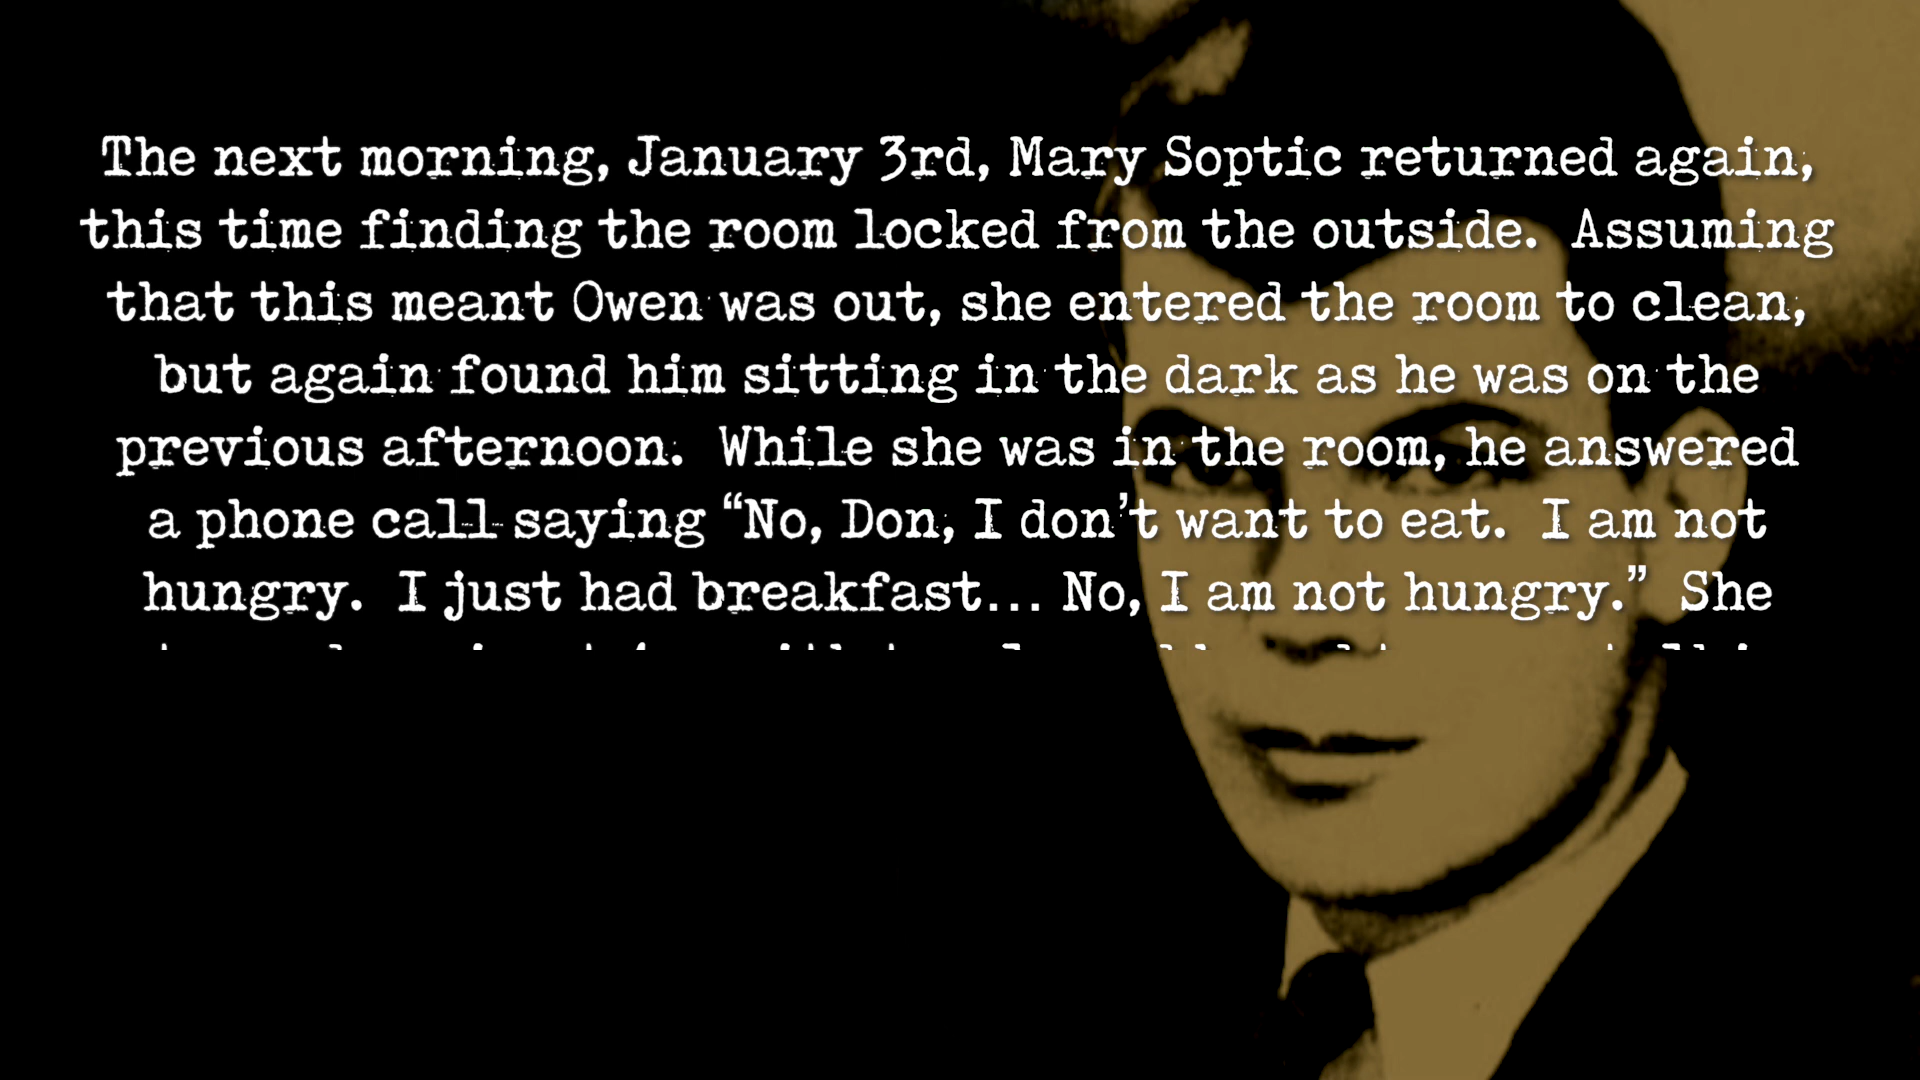 The next morning, January 3rd, Mary Soptic returned again,
this time finding the room locked from the outside.  Assuming
that this meant Owen was out, she entered the room to clean,
but again found him sitting in the dark as he was on the
previous afternoon.  While she was in the room, he answered
a phone call saying “No, Don, I don’t want to eat.  I am not
hungry.  I just had breakfast... No, I am not hungry.”  She